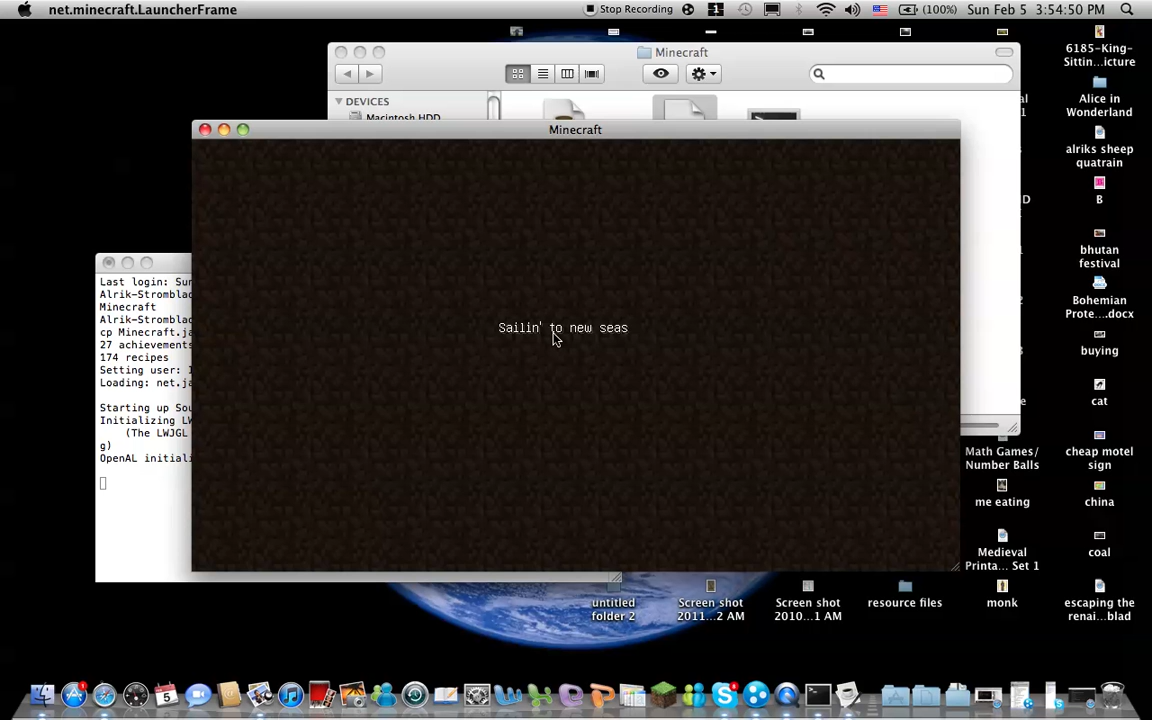 net.minecraft.LauncherFrame
Stop Recording
1
(100%)
Sun Feb 5 3:54:50 PM
Minecraft
DEVICES
Macintosh HDD
Minecraft
Sailin' to new seas
Last login: Sun
Alrik-Stromblad
Minecraft
Alrik-Stromblad
cp Minecraft.ja
27 achievements
174 recipes
Setting user:
Loading: net.ja
Starting up Sou
Initializing LW
(The LWJGL
g)
OpenAL initiali
6185-King-
Sittin...icture
Alice in
Wonderland
alriks sheep
quatrain
B
bhutan
festival
Bohemian
Prote....docx
buying
cat
cheap motel
sign
china
coal
escaping the
renai...blad
Math Games/
Number Balls
me eating
Medieval
Printa... Set 1
monk
resource files
Screen shot
2010...1 AM
Screen shot
2011...2 AM
untitled
folder 2